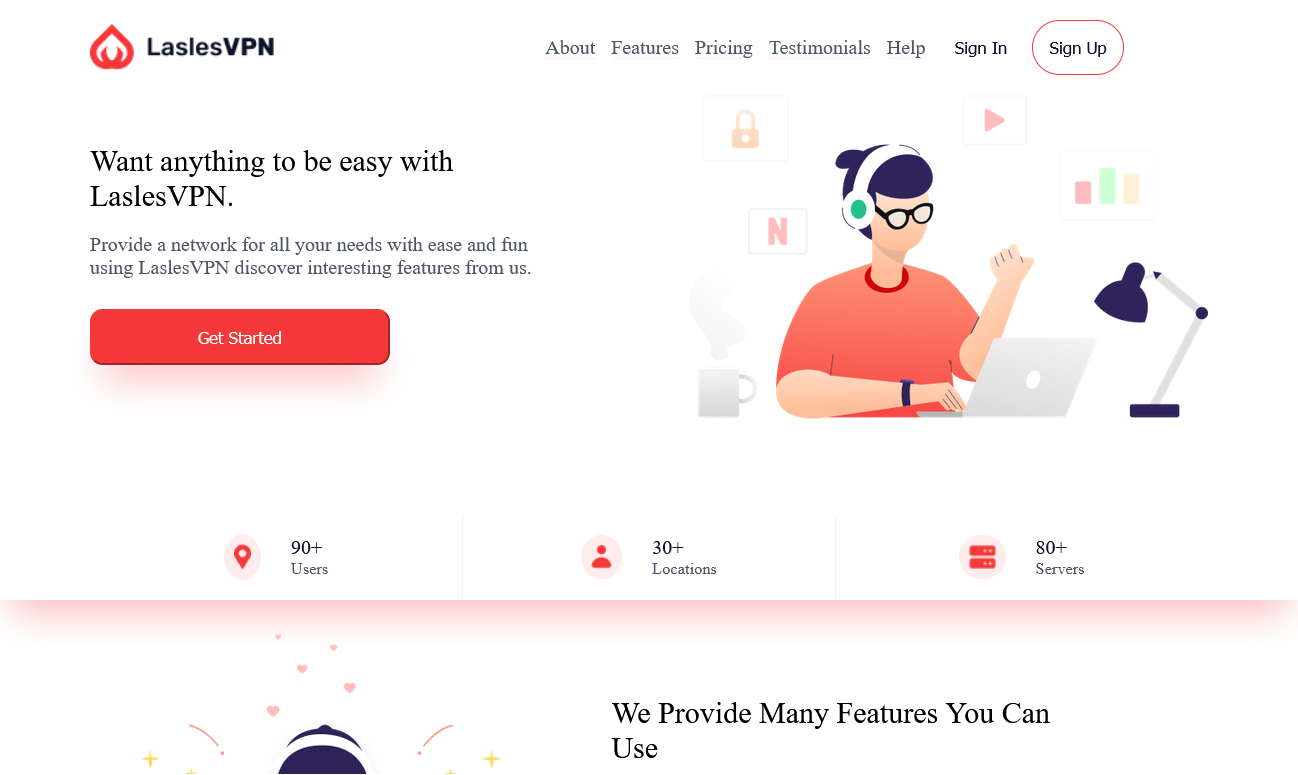 LaslesVPN
About Features Pricing Testimonials Help Sign In Sign Up
Want anything to be easy with
LaslesVPN.
Provide a network for all your needs with ease and fun
using LaslesVPN discover interesting features from us.
Get Started
N
90+
Users
30+
Locations
80+
Servers
We Provide Many Features You Can
Use